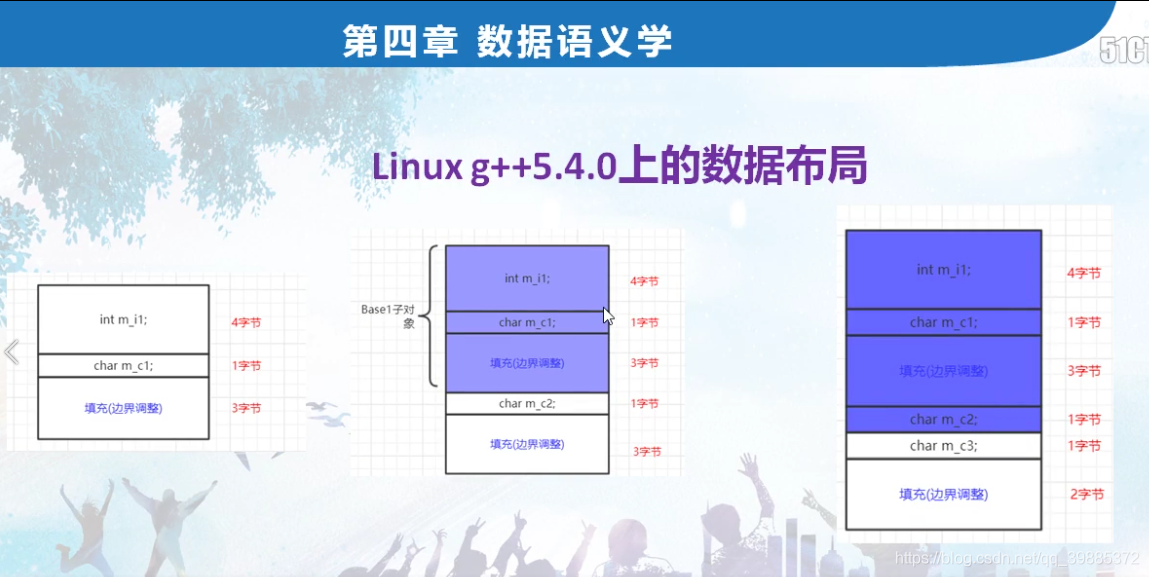 第四章 数据语义学
51CT
Linux g++5.4.0上的数据布局
int m_i1;
4字节
char m_c1;
1字节
填充(边界调整)
3字节
Base1子对
象
int m_i1;
4字节
char m_c1;
1字节
填充(边界调整)
3字节
char m_c2;
1字节
填充(边界调整)
3字节
int m_i1;
4字节
char m_c1;
1字节
填充(边界调整)
3字节
char m_c2;
1字节
char m_c3;
1字节
填充(边界调整)
2字节
https://blog.csdn.net/qq_39885372